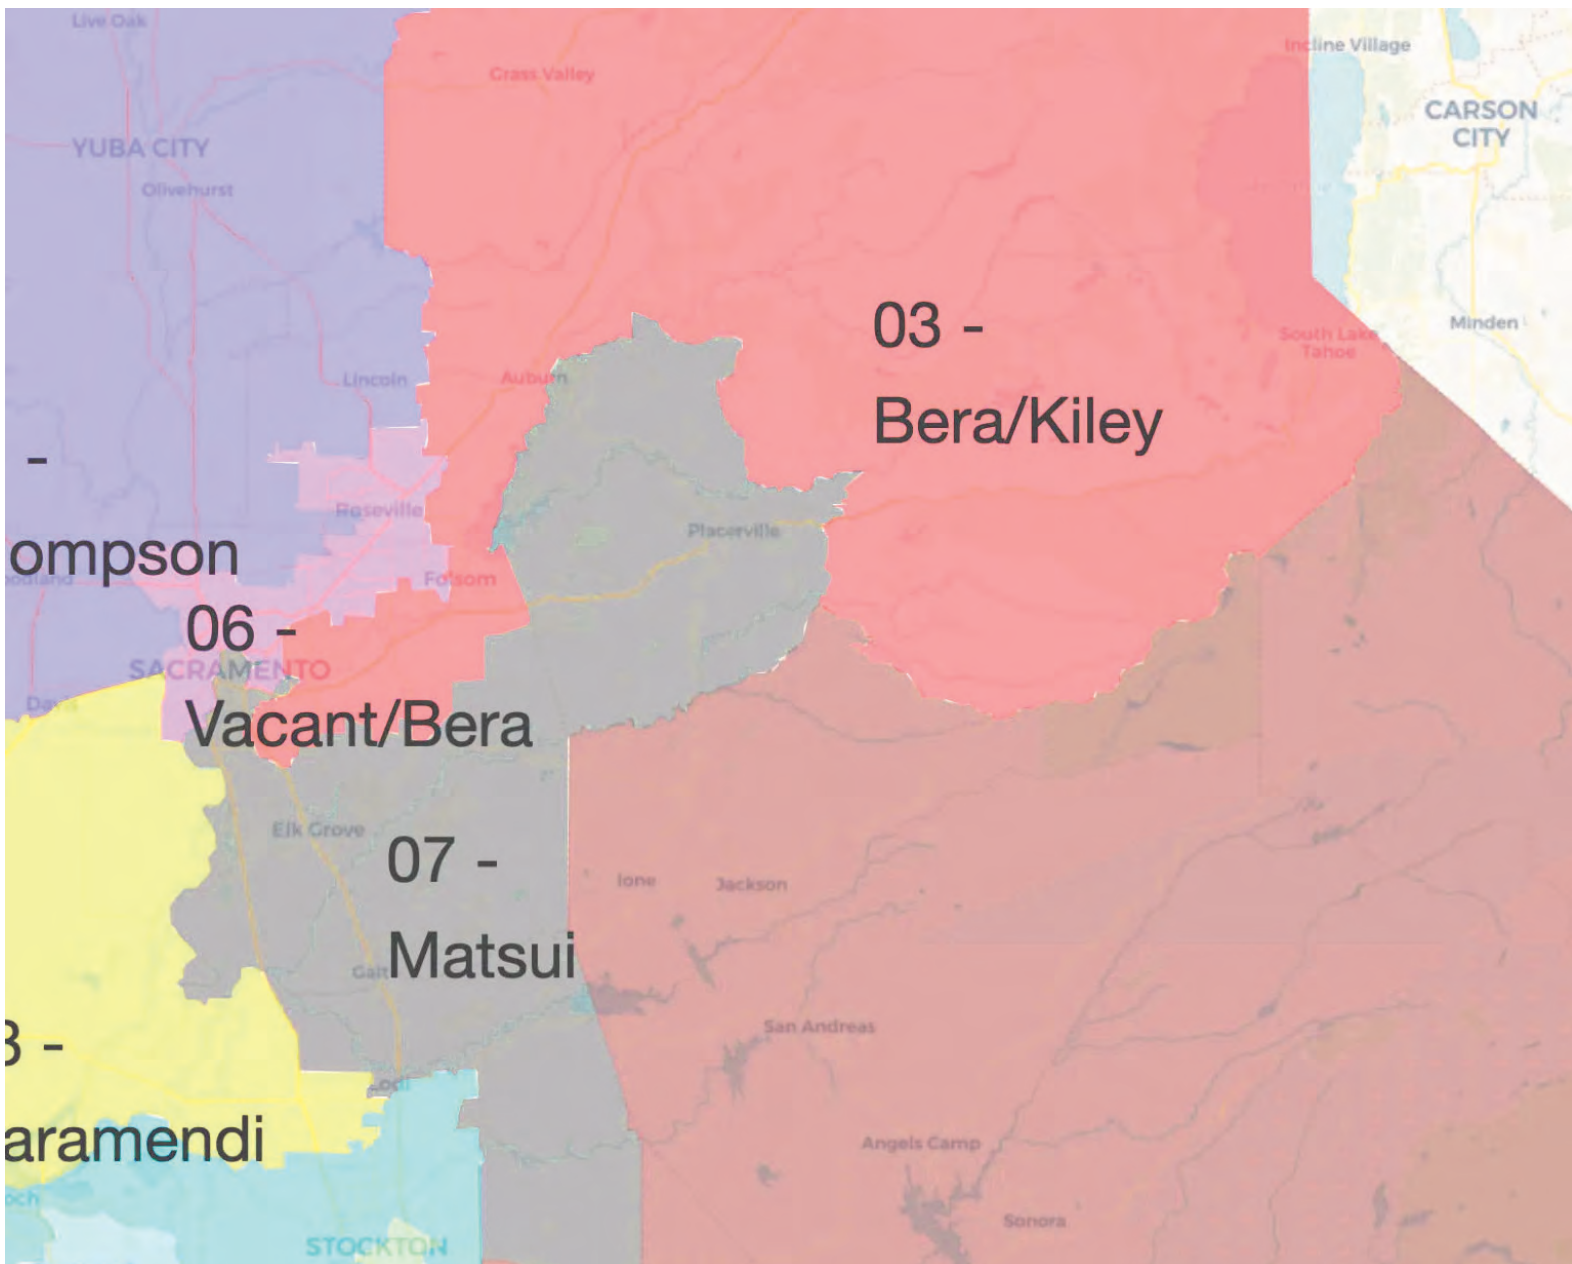 Live Oak
Incline Village
Grass Valley
CARSON
CITY
YUBA CITY
Olivehurst
03 -
Bera/Kiley
Minden
South Lake
Tahoe
Lincoln
Auburn
-
Roseville
Placerville
ompson
oodland
Folsom
06 -
SACRAMENTO
Vacant/Bera
Elk Grove
07 -
Matsui
Ione
Jackson
San Andreas
3 -
Lodi
aramendi
Angels Camp
och
Sonora
STOCKTON